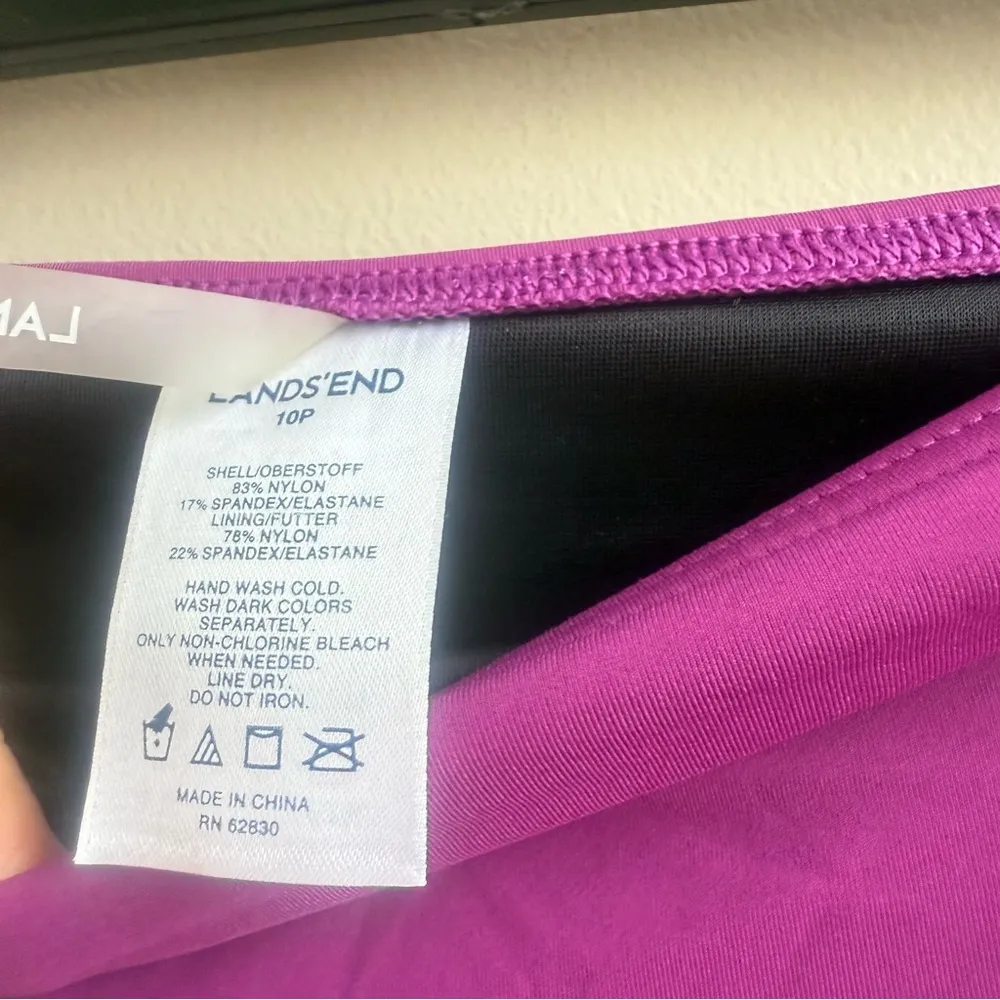 LA
LANDS'END
10P
SHELL/OBERSTOFF
83% NYLON
17% SPANDEX/ELASTANE
LINING/FUTTER
78% NYLON
22% SPANDEX/ELASTANE
HAND WASH COLD.
WASH DARK COLORS
SEPARATELY.
ONLY NON-CHLORINE BLEACH
WHEN NEEDED.
LINE DRY.
DO NOT IRON.
MADE IN CHINA
RN 62830